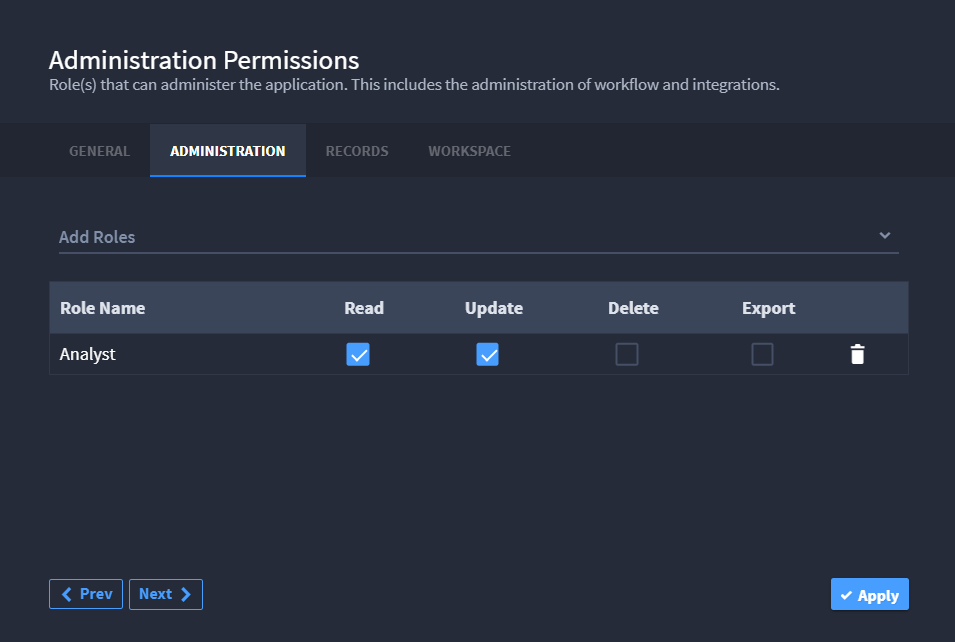 Administration Permissions
Role(s) that can administer the application. This includes the administration of workflow and integrations.
GENERAL ADMINISTRATION RECORDS WORKSPACE
Add Roles
Role Name Read Update Delete Export
Analyst
Prev Next Apply